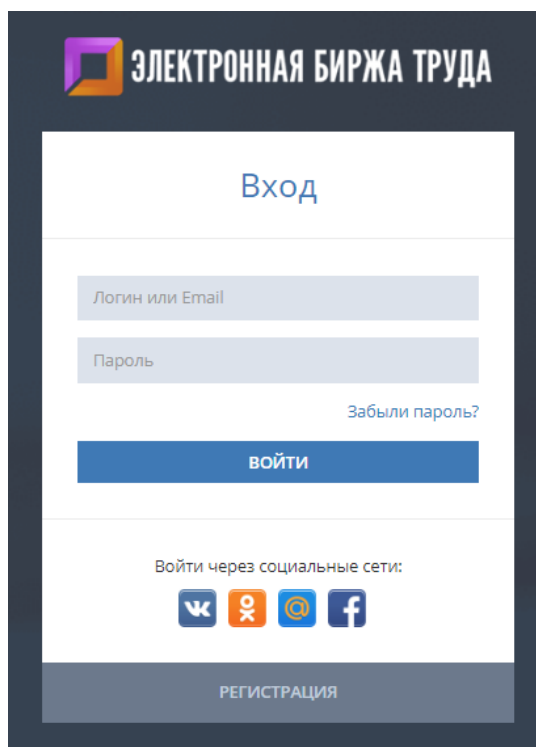 ЭЛЕКТРОННАЯ БИРЖА ТРУДА
Вход
Логин или Email
Пароль
Забыли пароль?
ВОЙТИ
Войти через социальные сети:
РЕГИСТРАЦИЯ